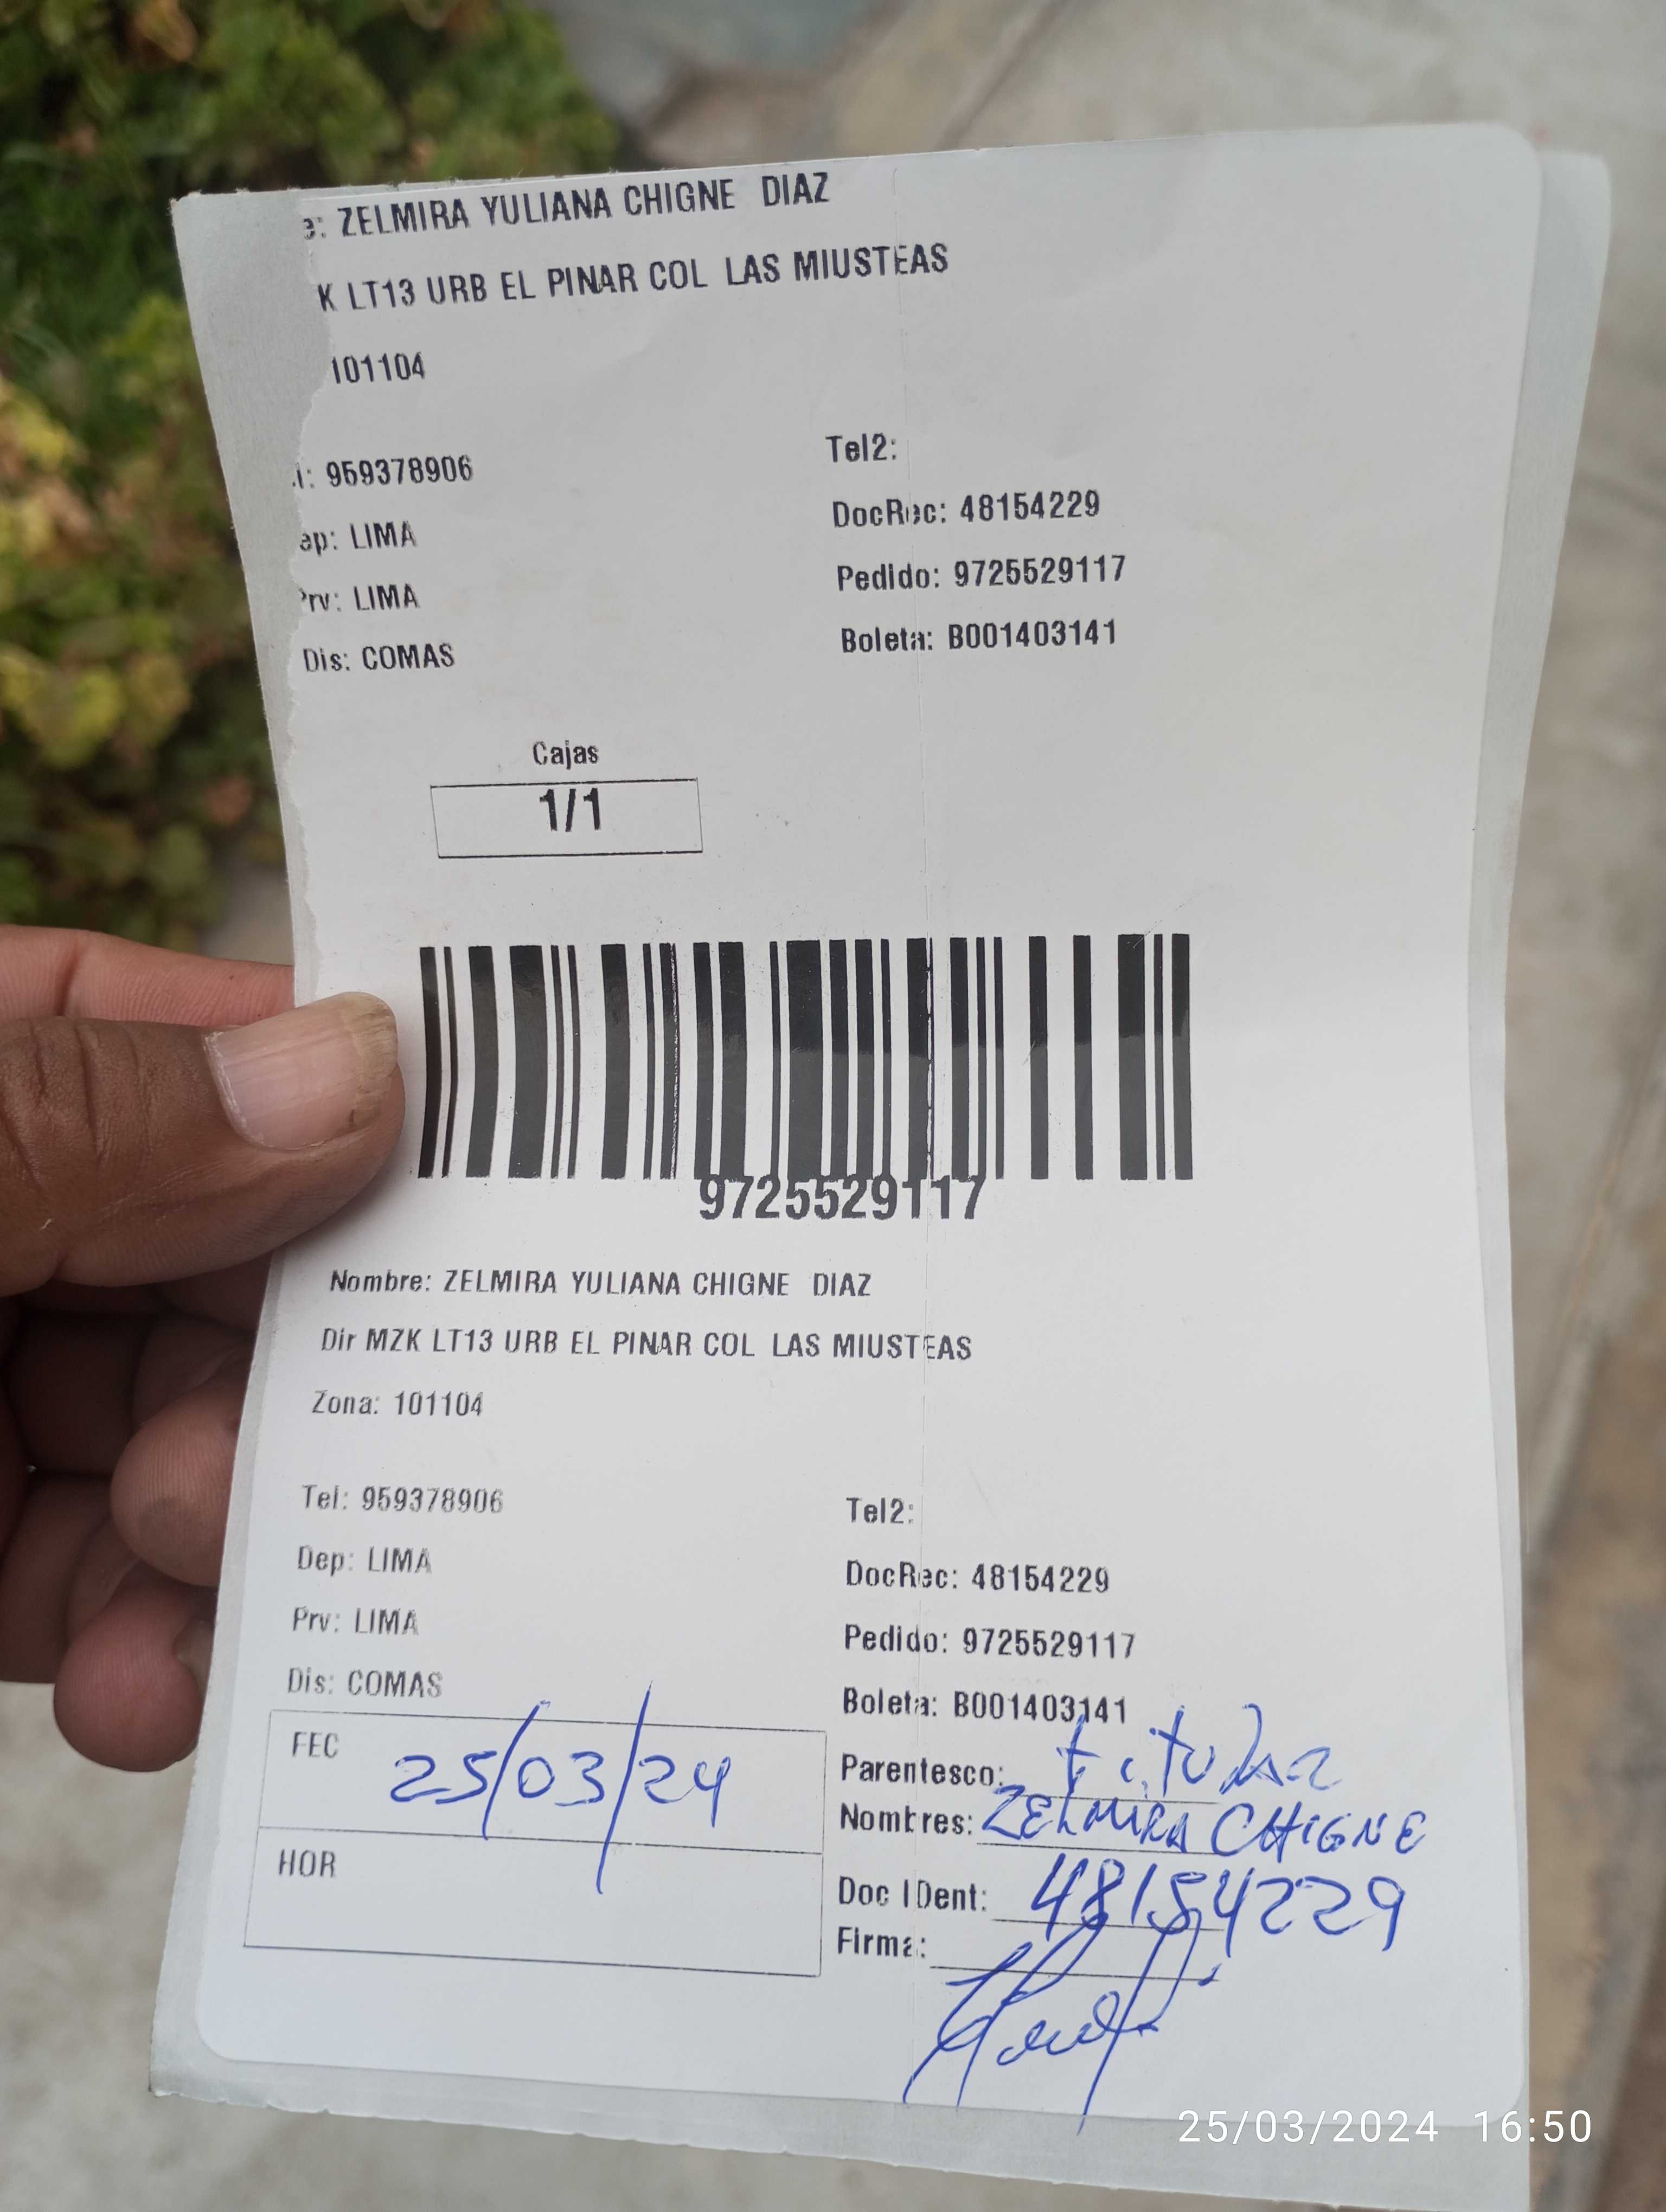 e: ZELMIRA YULIANA CHIGNE DIAZ
K LT13 URB EL PINAR COL LAS MIUSTEAS
101104
l: 959378906
Tel2:
ep: LIMA
DocRec: 48154229
Prv: LIMA
Pedido: 9725529117
Dis: COMAS
Boleta: B001403141
Cajas
1/1
9725529117
Nombre: ZELMIRA YULIANA CHIGNE DIAZ
Dir MZK LT13 URB EL PINAR COL LAS MIUSTEAS
Zona: 101104
Tel: 959378906
Tel2:
Dep: LIMA
DocRec: 48154229
Prv: LIMA
Pedido: 9725529117
Dis: COMAS
Boleta: B001403141
FEC 25/03/24
HOR
Parentesco: titular
Nombres: ZELMIRA CHIGNE
Doc IDent: 48154229
Firma:
25/03/2024 16:50